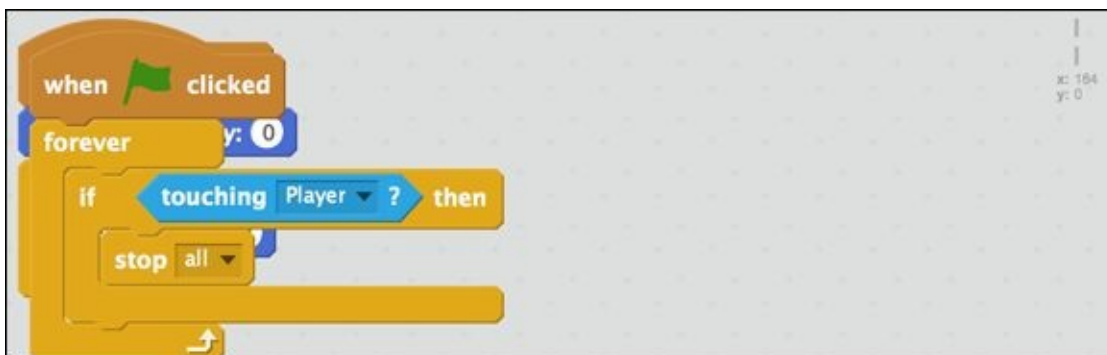 when clicked
forever y: 0
if touching Player ? then
stop all
x: 164
y: 0